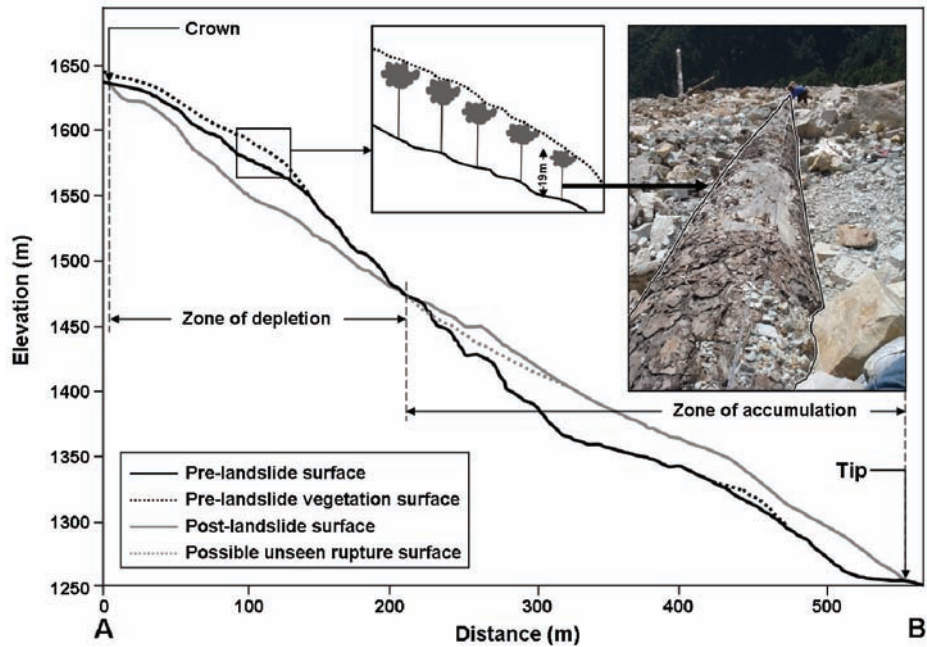 Crown
1650
1600
1550
1500
1450
1400
1350
1300
1250
Elevation (m)
19m
Zone of depletion
Zone of accumulation
Tip
Pre-landslide surface
Pre-landslide vegetation surface
Post-landslide surface
Possible unseen rupture surface
0 100 200 300 400 500
A Distance (m) B